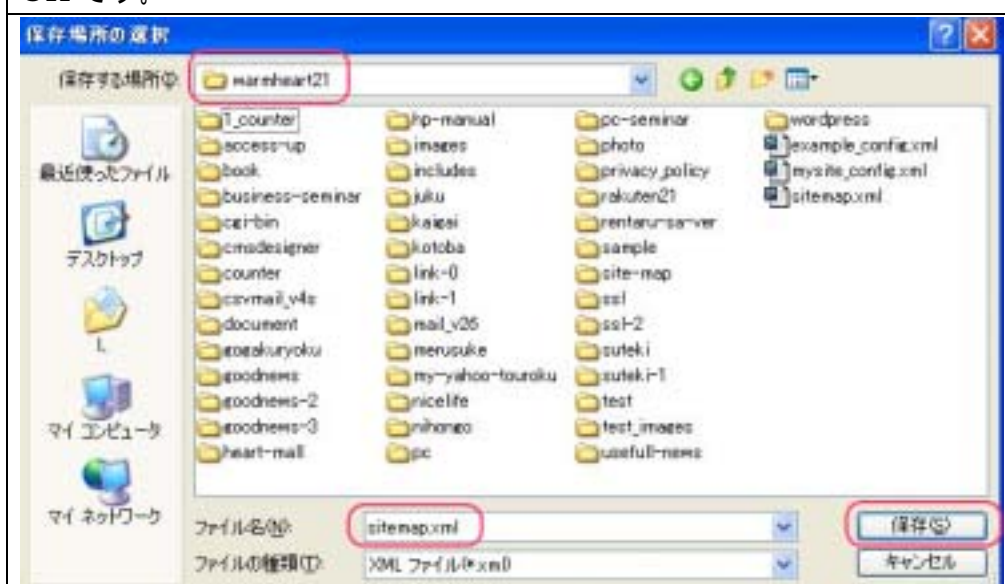 OK です。
保存場所の選択
保存する場所(I): warmheart21
1_counter
access-up
book
business-seminar
cgi-bin
cmsdesigner
counter
csvmail_v4s
document
gogakuryoku
goodnews
goodnews-2
goodnews-3
heart-mall
hp-manual
images
includes
juku
kaigai
kotoba
link-0
link-1
mail_v26
merusuke
my-yahoo-touroku
nicelife
nihongo
pc
pc-seminar
photo
privacy_policy
rakuten21
rentaru-sa-ver
sample
site-map
ssl
ssl-2
suteki
suteki-1
test
test_images
usefull-news
wordpress
example_config.xml
mysite_config.xml
sitemap.xml
最近使ったファイル
デスクトップ
マイ コンピュータ
マイ ネットワーク
ファイル名(N): sitemap.xml 保存(S)
ファイルの種類(T): XML ファイル(*.xml) キャンセル